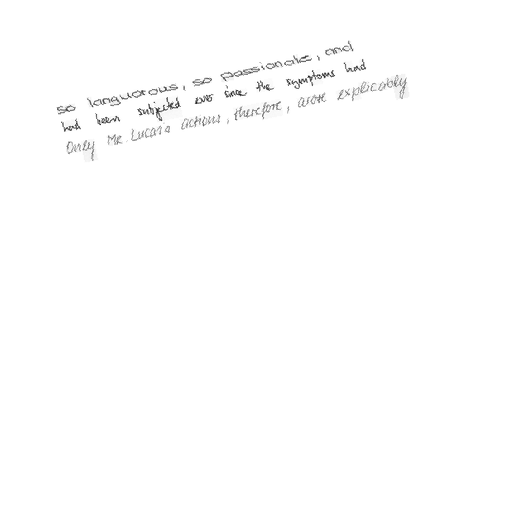 so languorous, so passionate, and
had been subjected ever since the symptoms had
Only Mr. Lucas's actions, therefore, arose explicably